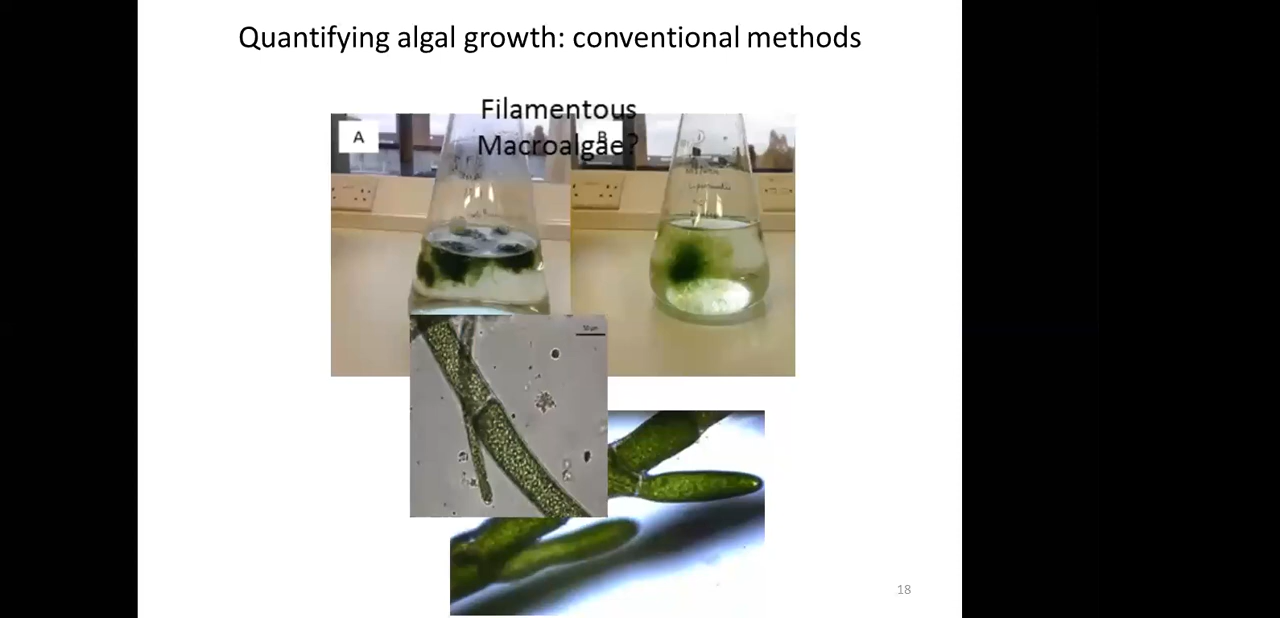 Quantifying algal growth: conventional methods
Filamentous
Macroalgae?
A
B
18